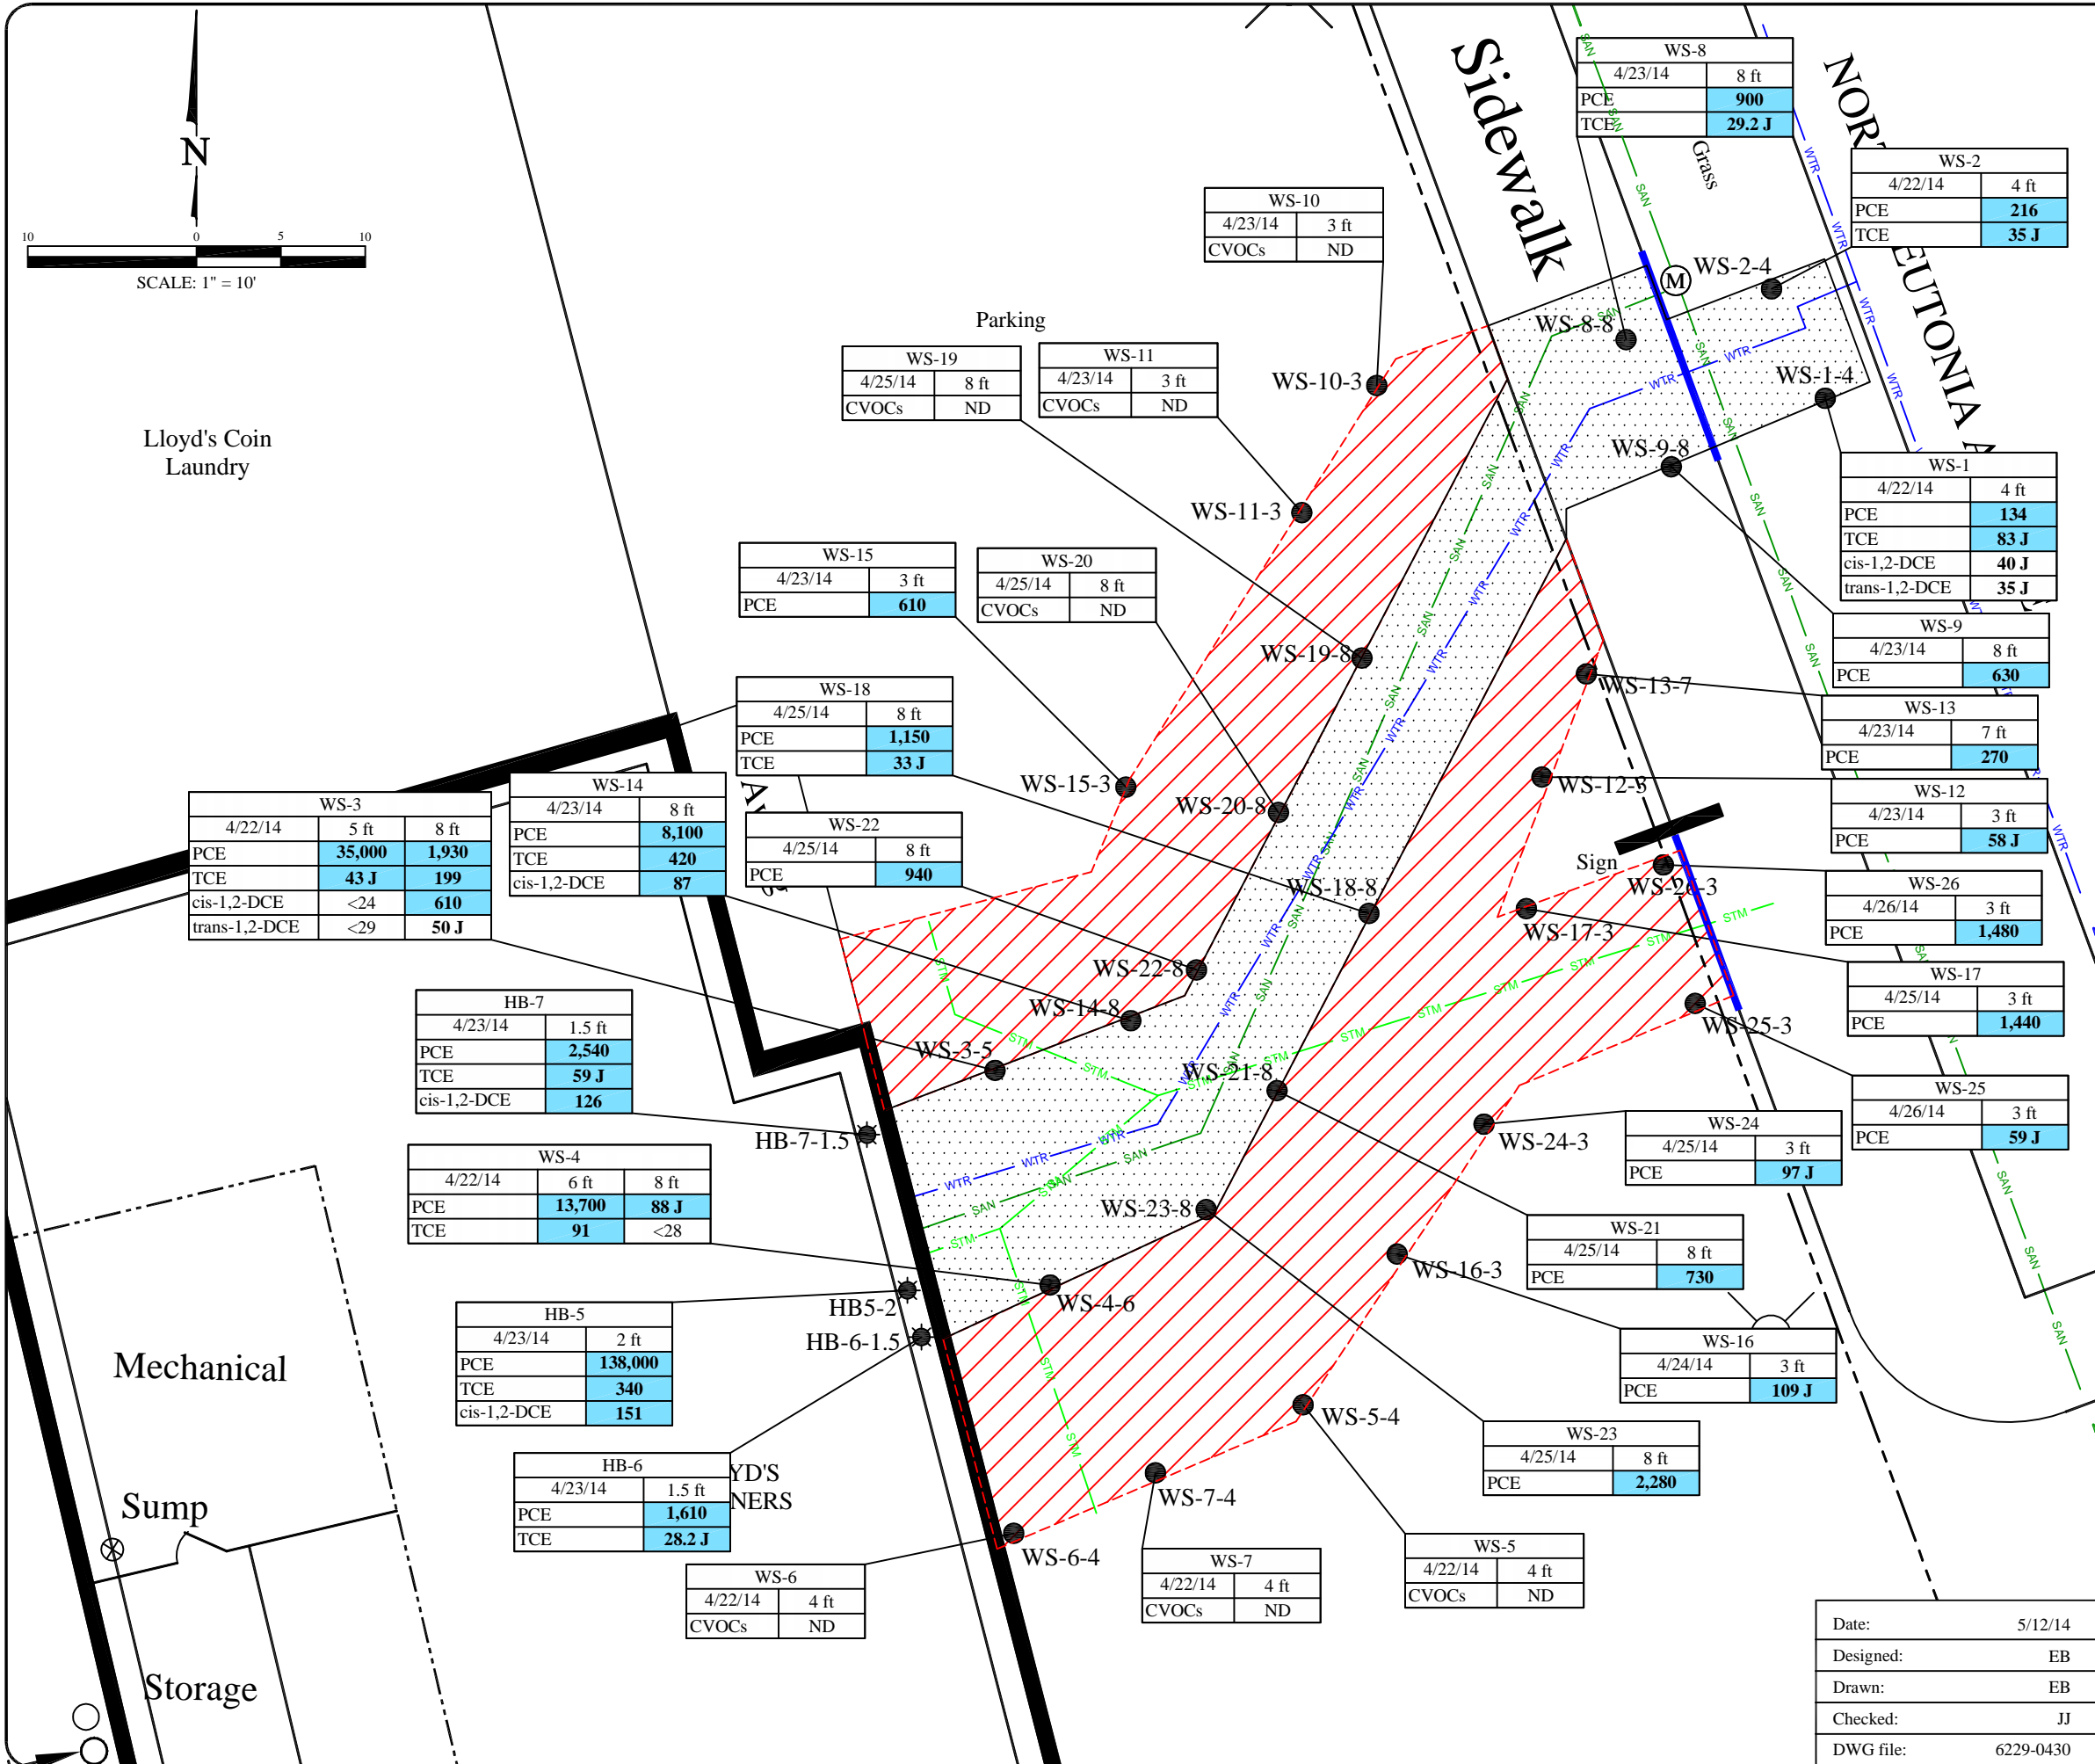 N
10 0 5 10
SCALE: 1" = 10'
Lloyd's Coin
Laundry
Parking
Sidewalk
Grass
Sign
Mechanical
Sump
Storage
YD'S
NERS
M
WS-8
4/23/14 8 ft
PCE 900
TCE 29.2 J
WS-2
4/22/14 4 ft
PCE 216
TCE 35 J
WS-10
4/23/14 3 ft
CVOCs ND
WS-19
4/25/14 8 ft
CVOCs ND
WS-11
4/23/14 3 ft
CVOCs ND
WS-1
4/22/14 4 ft
PCE 134
TCE 83 J
cis-1,2-DCE 40 J
trans-1,2-DCE 35 J
WS-15
4/23/14 3 ft
PCE 610
WS-20
4/25/14 8 ft
CVOCs ND
WS-9
4/23/14 8 ft
PCE 630
WS-18
4/25/14 8 ft
PCE 1,150
TCE 33 J
WS-13
4/23/14 7 ft
PCE 270
WS-3
4/22/14 5 ft 8 ft
PCE 35,000 1,930
TCE 43 J 199
cis-1,2-DCE <24 610
trans-1,2-DCE <29 50 J
WS-14
4/23/14 8 ft
PCE 8,100
TCE 420
cis-1,2-DCE 87
WS-22
4/25/14 8 ft
PCE 940
WS-12
4/23/14 3 ft
PCE 58 J
WS-26
4/26/14 3 ft
PCE 1,480
WS-17
4/25/14 3 ft
PCE 1,440
HB-7
4/23/14 1.5 ft
PCE 2,540
TCE 59 J
cis-1,2-DCE 126
WS-25
4/26/14 3 ft
PCE 59 J
WS-24
4/25/14 3 ft
PCE 97 J
WS-4
4/22/14 6 ft 8 ft
PCE 13,700 88 J
TCE 91 <28
WS-21
4/25/14 8 ft
PCE 730
HB-5
4/23/14 2 ft
PCE 138,000
TCE 340
cis-1,2-DCE 151
WS-16
4/24/14 3 ft
PCE 109 J
WS-23
4/25/14 8 ft
PCE 2,280
HB-6
4/23/14 1.5 ft
PCE 1,610
TCE 28.2 J
WS-6
4/22/14 4 ft
CVOCs ND
WS-7
4/22/14 4 ft
CVOCs ND
WS-5
4/22/14 4 ft
CVOCs ND
WS-2-4
WS-8-8
WS-10-3
WS-1-4
WS-9-8
WS-11-3
WS-19-8
WS-13-7
WS-15-3
WS-20-8
WS-12-3
WS-18-8
WS-26-3
WS-17-3
WS-22-8
WS-14-8
WS-25-3
WS-3-5
WS-21-8
WS-24-3
HB-7-1.5
WS-23-8
WS-16-3
WS-4-6
HB5-2
HB-6-1.5
WS-5-4
WS-7-4
WS-6-4
SAN
WTR
STM
Date: 5/12/14
Designed: EB
Drawn: EB
Checked: JJ
DWG file: 6229-0430